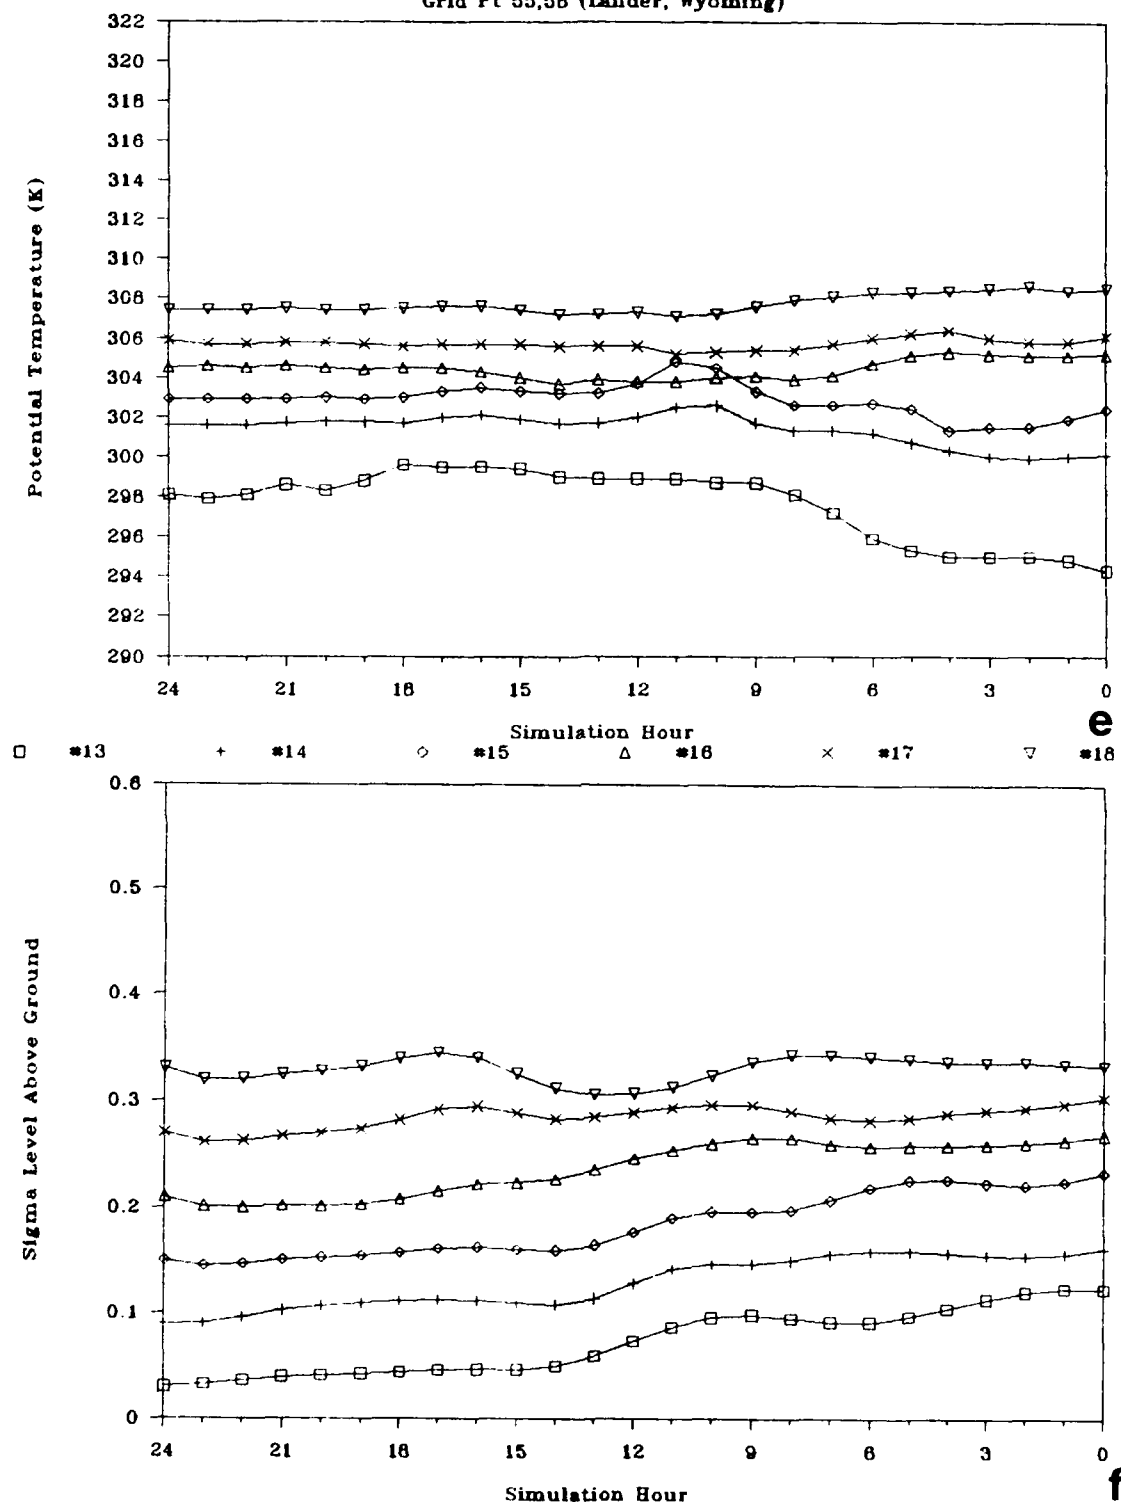 Grid Pt 55,58 (Lander, Wyoming)
322
320
318
316
314
312
310
308
306
304
302
300
298
296
294
292
290
Potential Temperature (K)
24 21 18 15 12 9 6 3 0
Simulation Hour
e
#13 #14 #15 #16 #17 #18
0.6
0.5
0.4
0.3
0.2
0.1
0
Sigma Level Above Ground
24 21 18 15 12 9 6 3 0
Simulation Hour
f